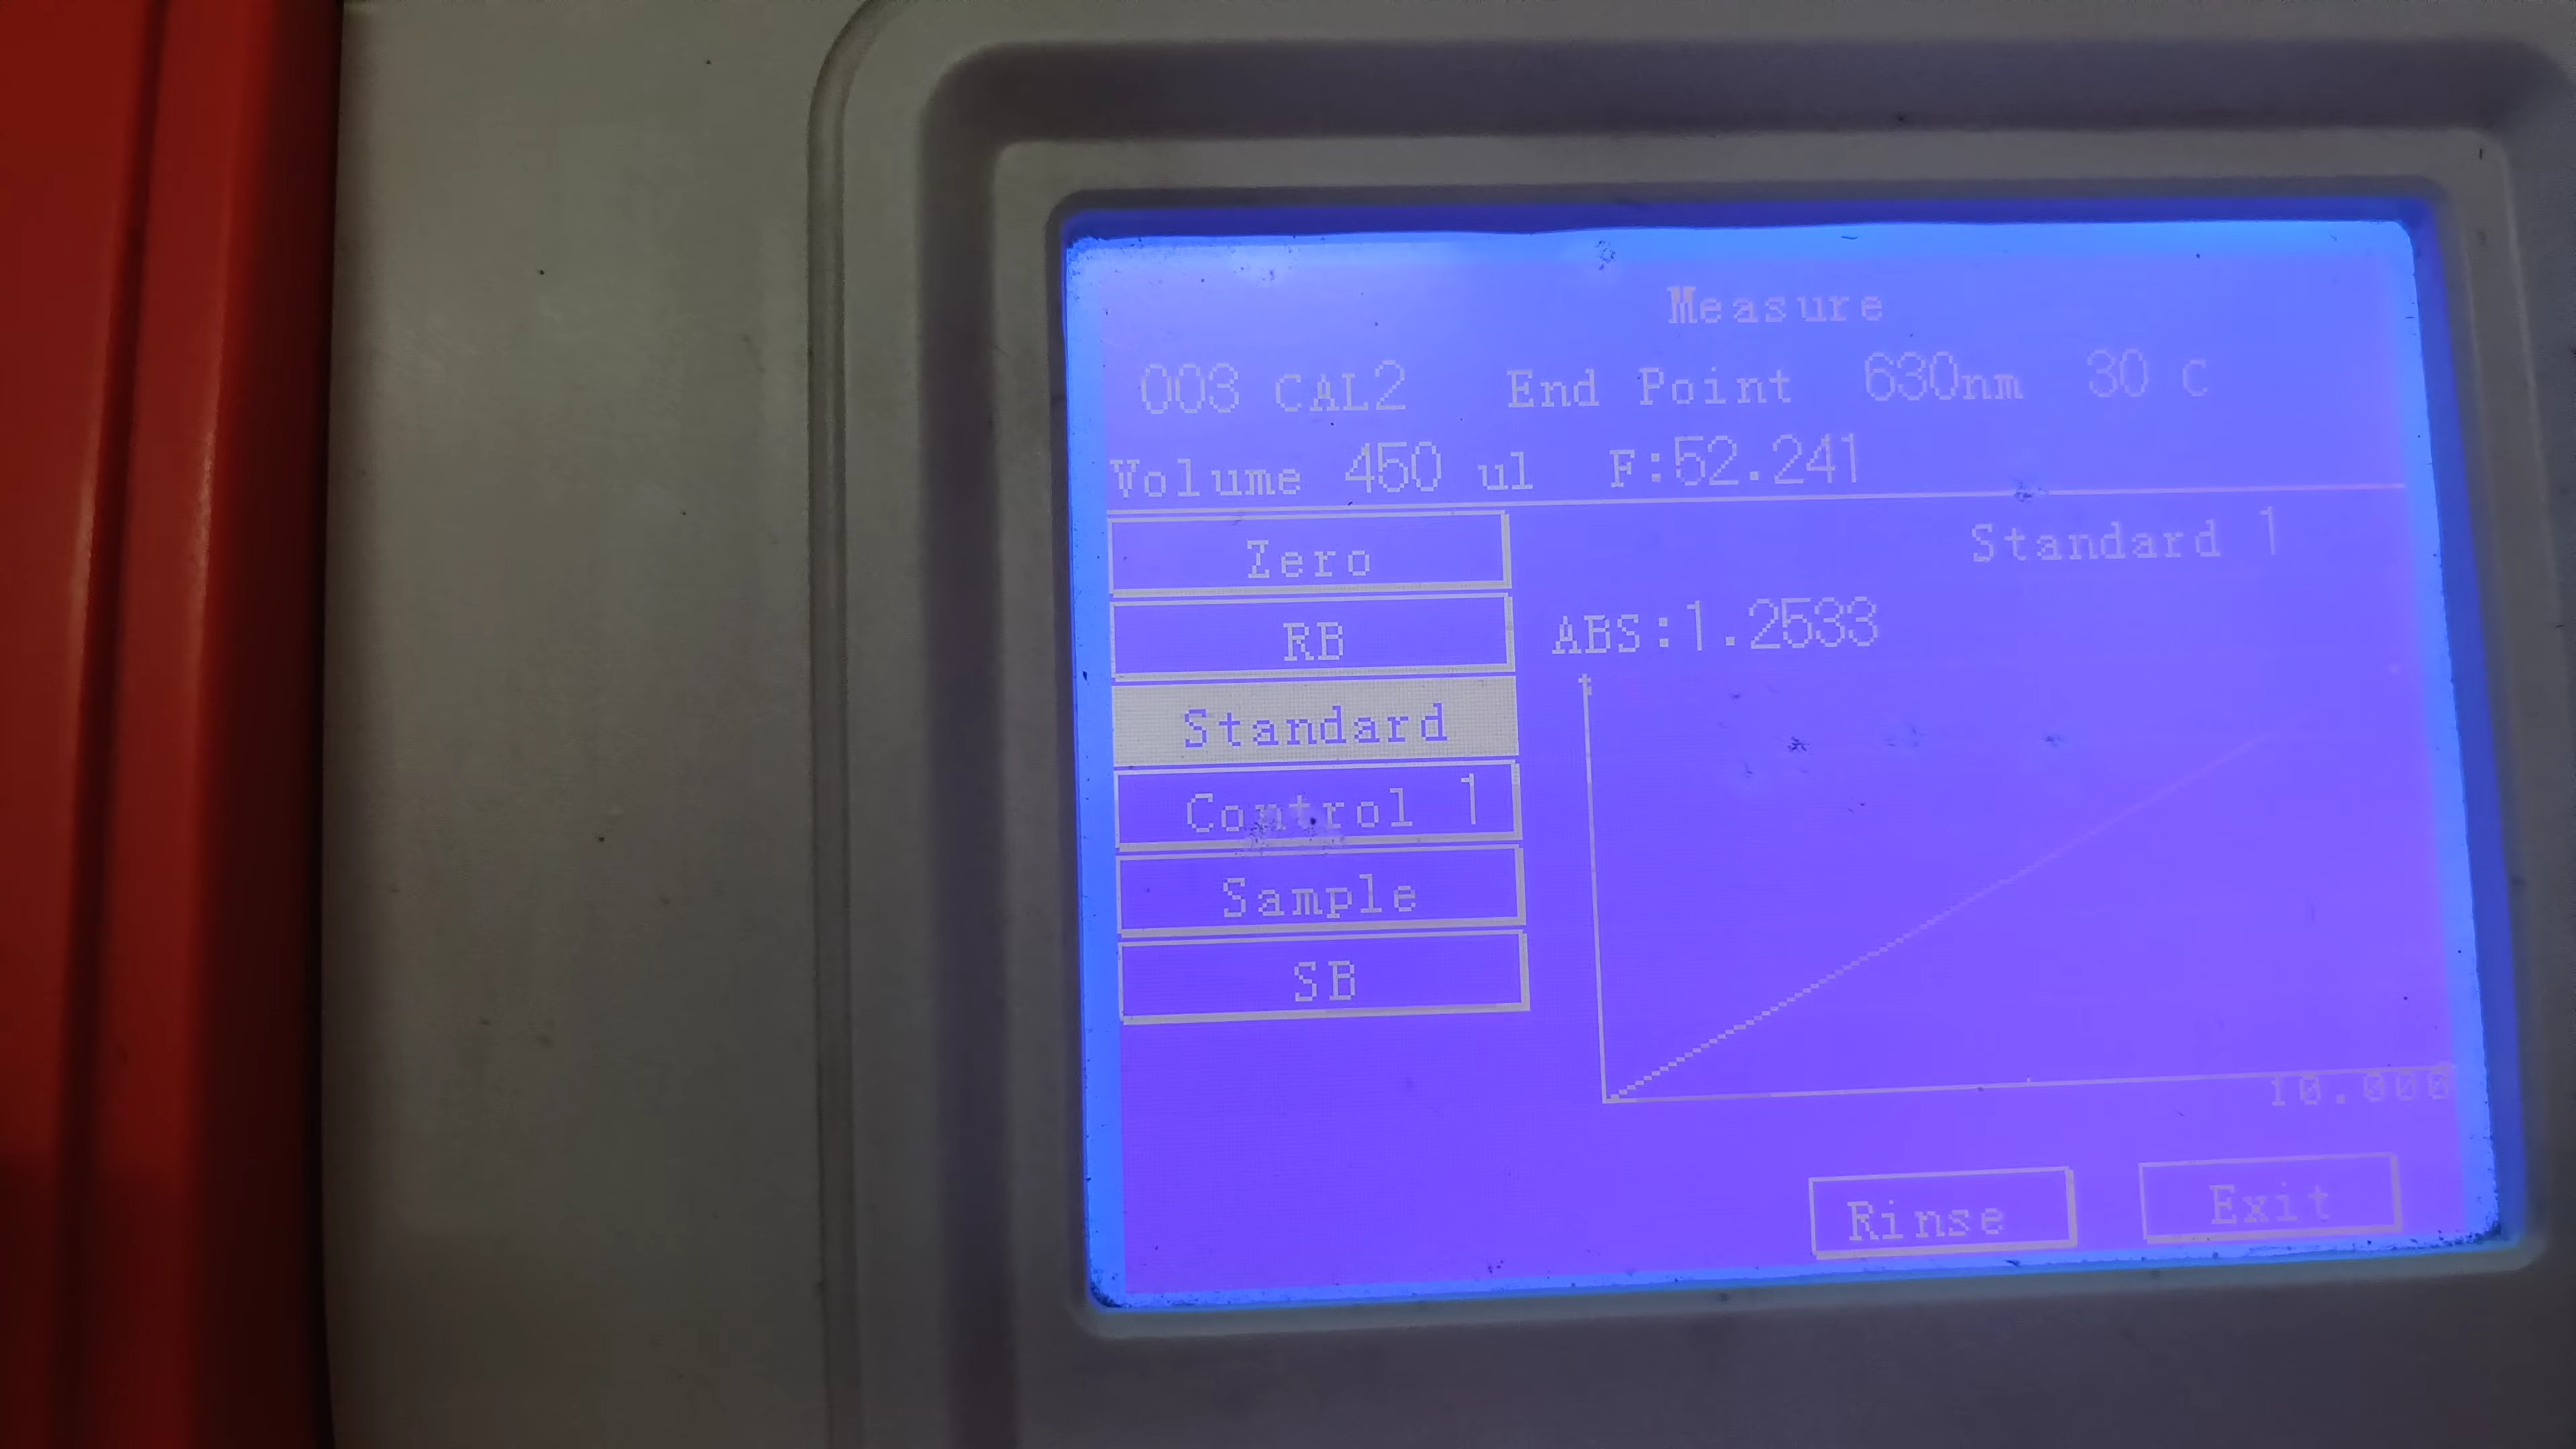 Measure
003 CAL2 End Point 630nm 30 C
Volume 450 ul F:52.241
Zero
RB
Standard
Control 1
Sample
SB
Standard 1
ABS:1.2533
10.000
Rinse
Exit